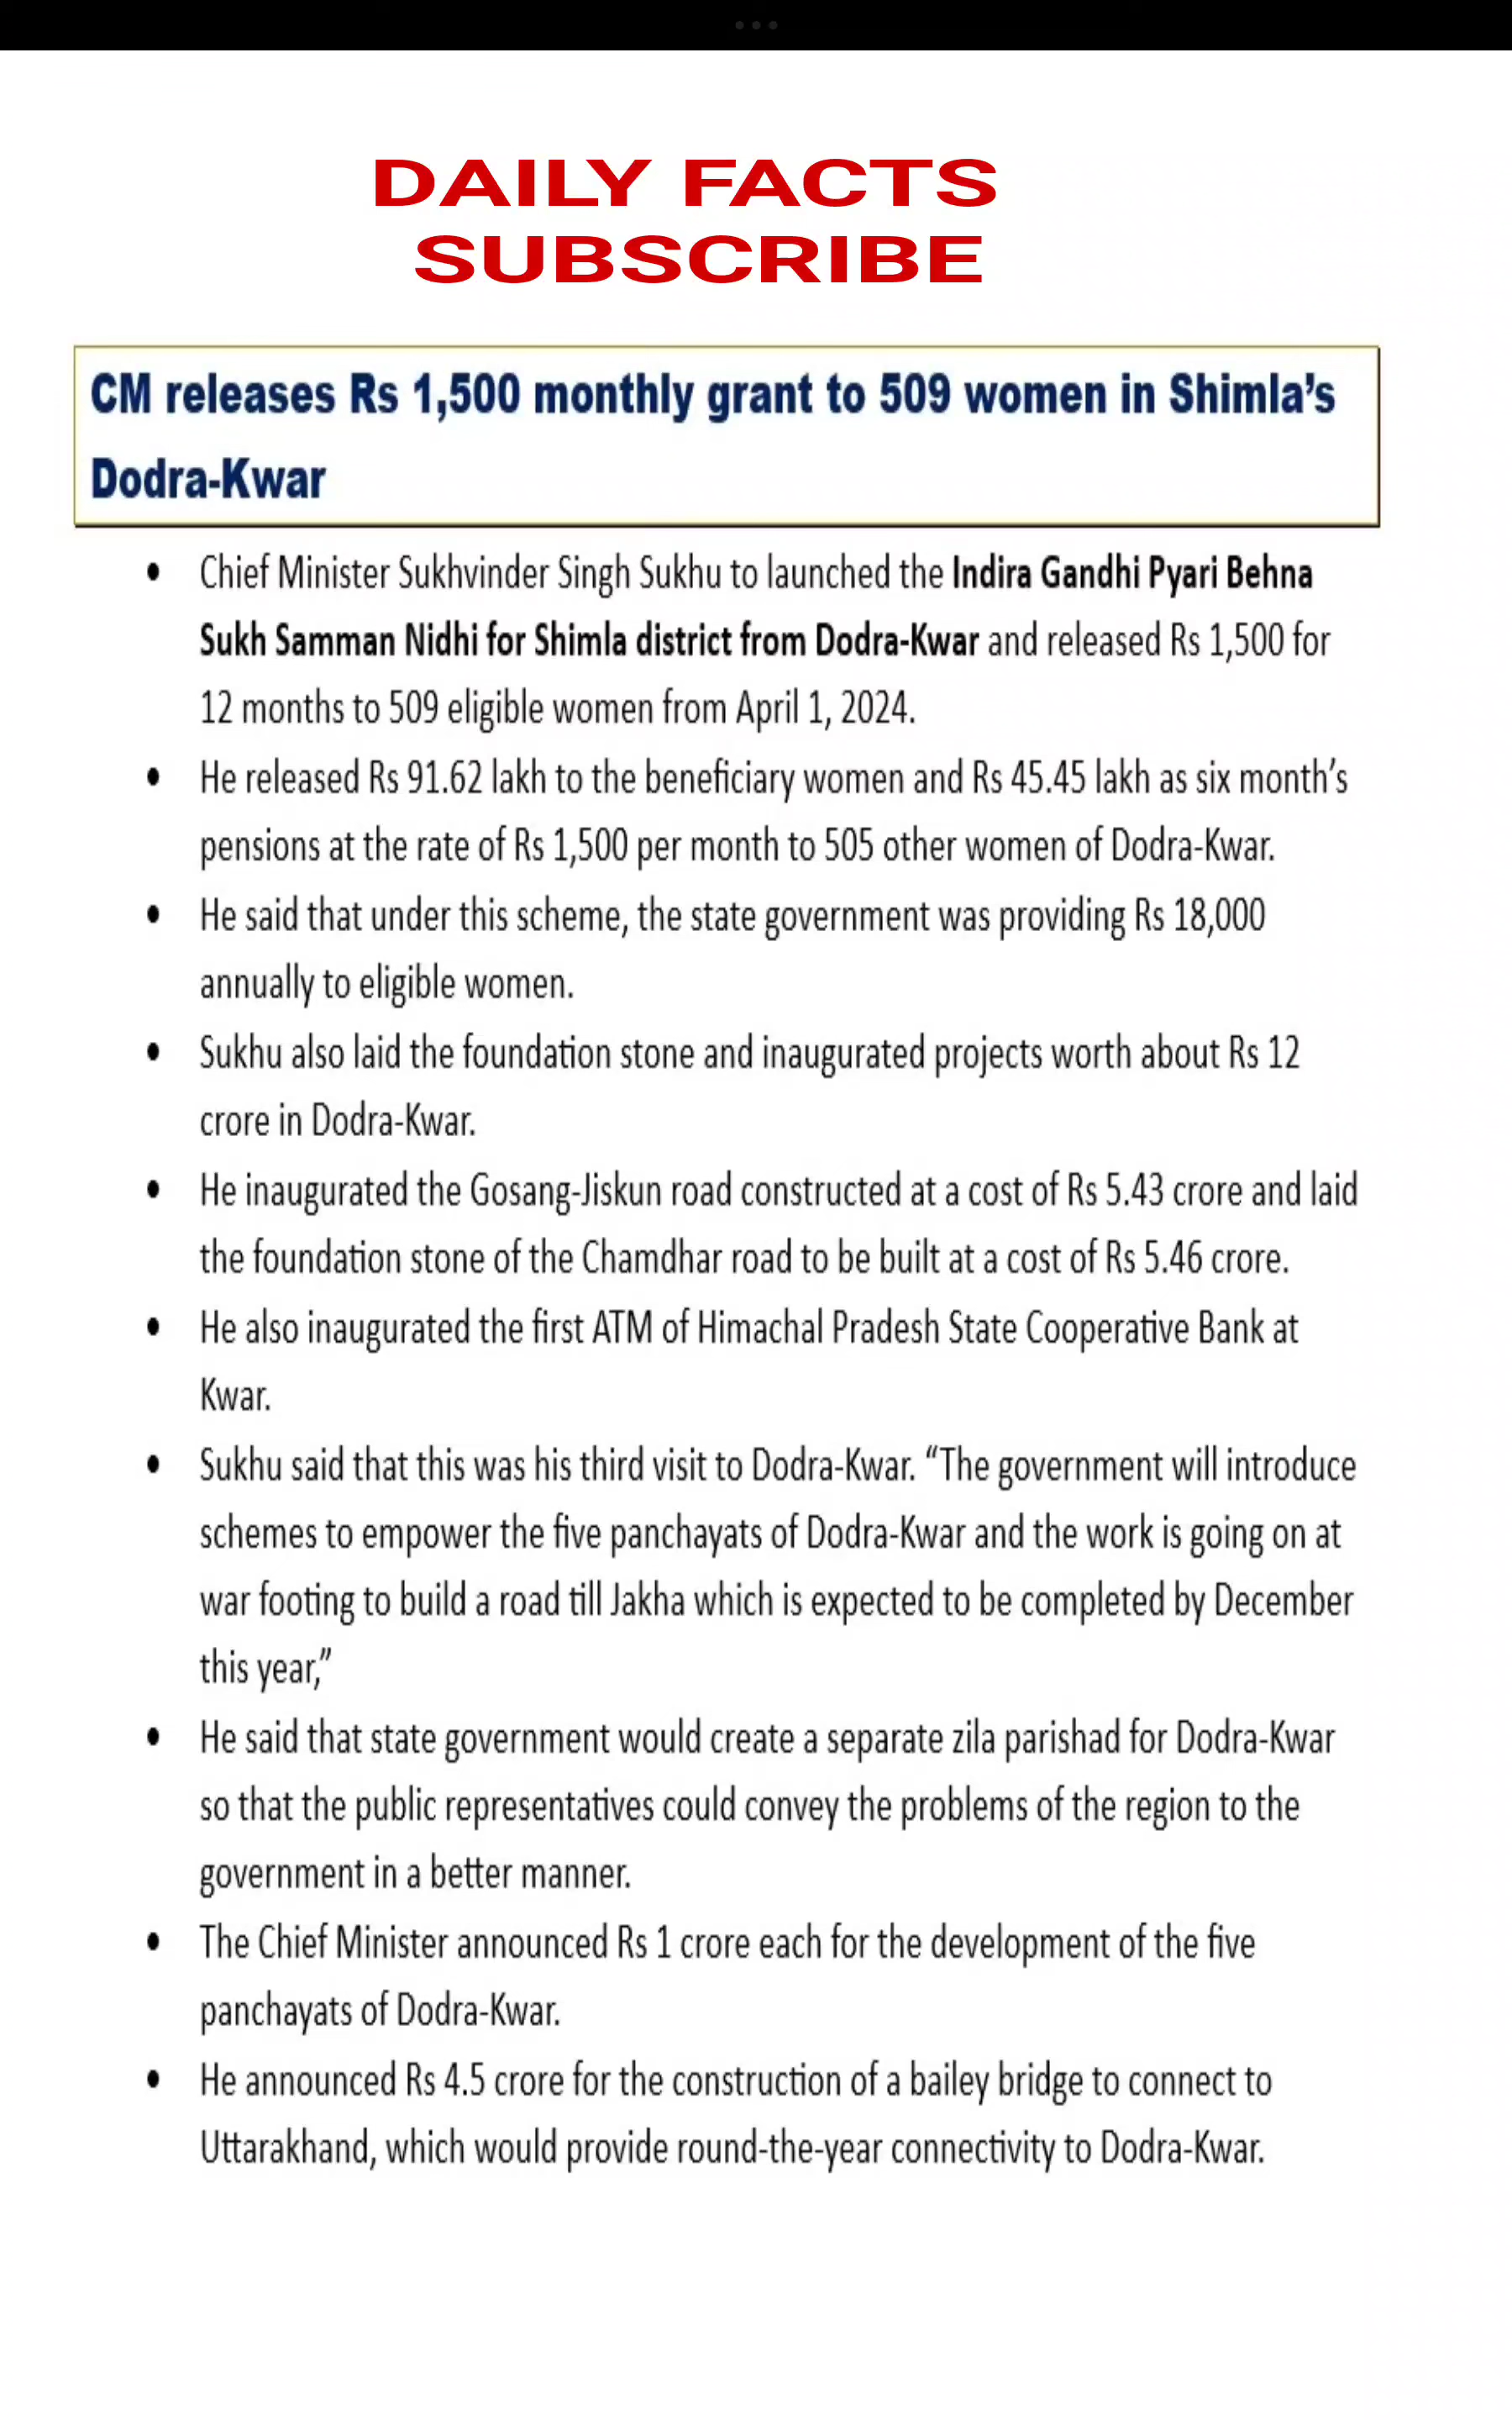 DAILY FACTS
SUBSCRIBE
CM releases Rs 1,500 monthly grant to 509 women in Shimla’s
Dodra-Kwar
• Chief Minister Sukhvinder Singh Sukhu to launched the Indira Gandhi Pyari Behna
Sukh Samman Nidhi for Shimla district from Dodra-Kwar and released Rs 1,500 for
12 months to 509 eligible women from April 1, 2024.
• He released Rs 91.62 lakh to the beneficiary women and Rs 45.45 lakh as six month’s
pensions at the rate of Rs 1,500 per month to 505 other women of Dodra-Kwar.
• He said that under this scheme, the state government was providing Rs 18,000
annually to eligible women.
• Sukhu also laid the foundation stone and inaugurated projects worth about Rs 12
crore in Dodra-Kwar.
• He inaugurated the Gosang-Jiskun road constructed at a cost of Rs 5.43 crore and laid
the foundation stone of the Chamdhar road to be built at a cost of Rs 5.46 crore.
• He also inaugurated the first ATM of Himachal Pradesh State Cooperative Bank at
Kwar.
• Sukhu said that this was his third visit to Dodra-Kwar. “The government will introduce
schemes to empower the five panchayats of Dodra-Kwar and the work is going on at
war footing to build a road till Jakha which is expected to be completed by December
this year,”
• He said that state government would create a separate zila parishad for Dodra-Kwar
so that the public representatives could convey the problems of the region to the
government in a better manner.
• The Chief Minister announced Rs 1 crore each for the development of the five
panchayats of Dodra-Kwar.
• He announced Rs 4.5 crore for the construction of a bailey bridge to connect to
Uttarakhand, which would provide round-the-year connectivity to Dodra-Kwar.